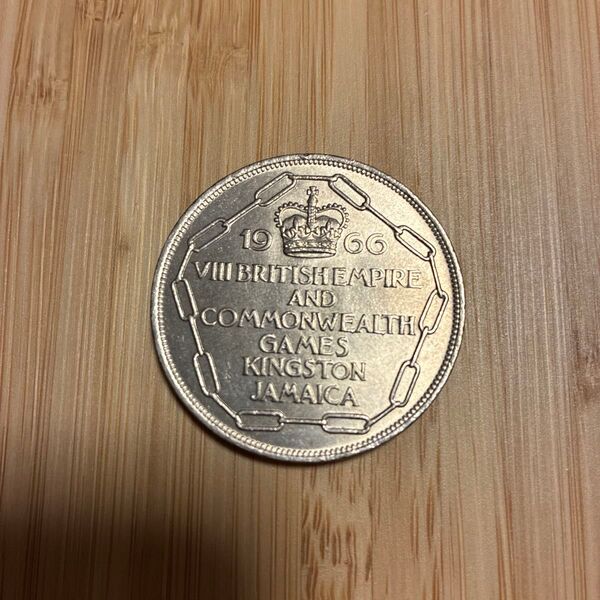 19 66
VIII BRITISH EMPIRE
AND
COMMONWEALTH
GAMES
KINGSTON
JAMAICA